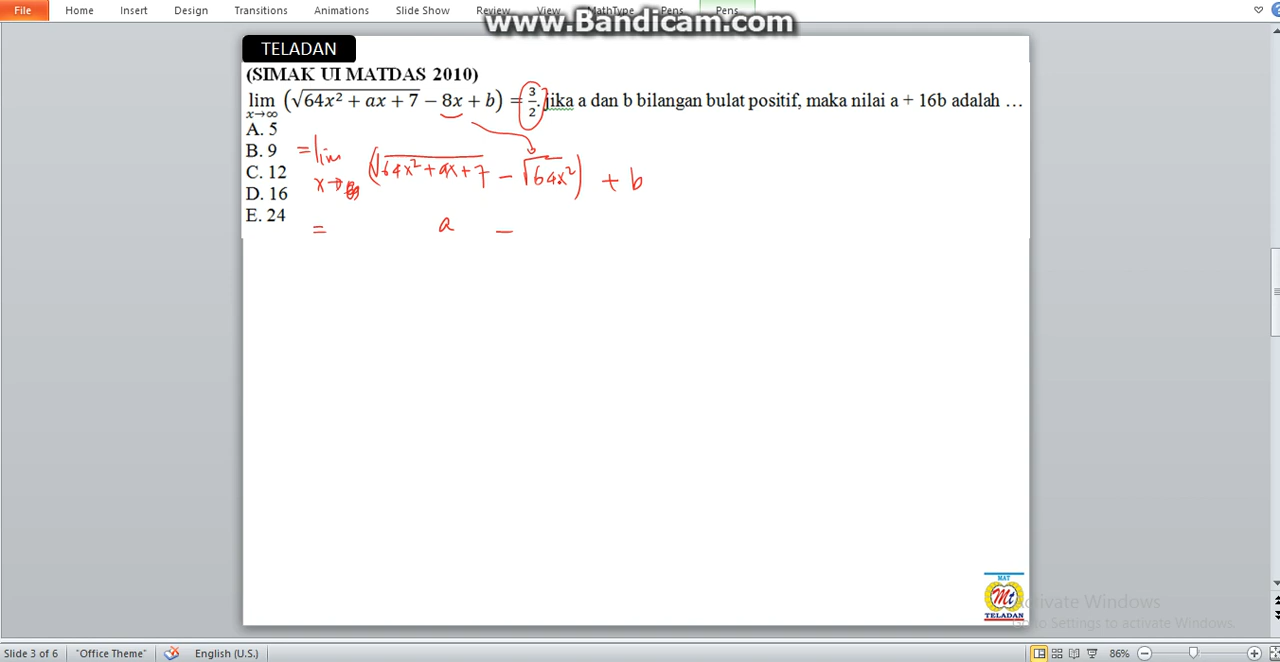 www.Bandicam.com
File Home Insert Design Transitions Animations Slide Show Review View MathType Pens Pens
TELADAN
(SIMAK UI MATDAS 2010)
lim x→∞ (√64x² + ax + 7 − 8x + b) = 3/2. jika a dan b bilangan bulat positif, maka nilai a + 16b adalah …
A. 5
B. 9
C. 12
D. 16
E. 24
= lim x→∞ (√64x² + ax + 7 − √64x²) + b
= a −
MAT
Mt
TELADAN
Activate Windows
Go to Settings to activate Windows.
Slide 3 of 6 "Office Theme" English (U.S.) 86%